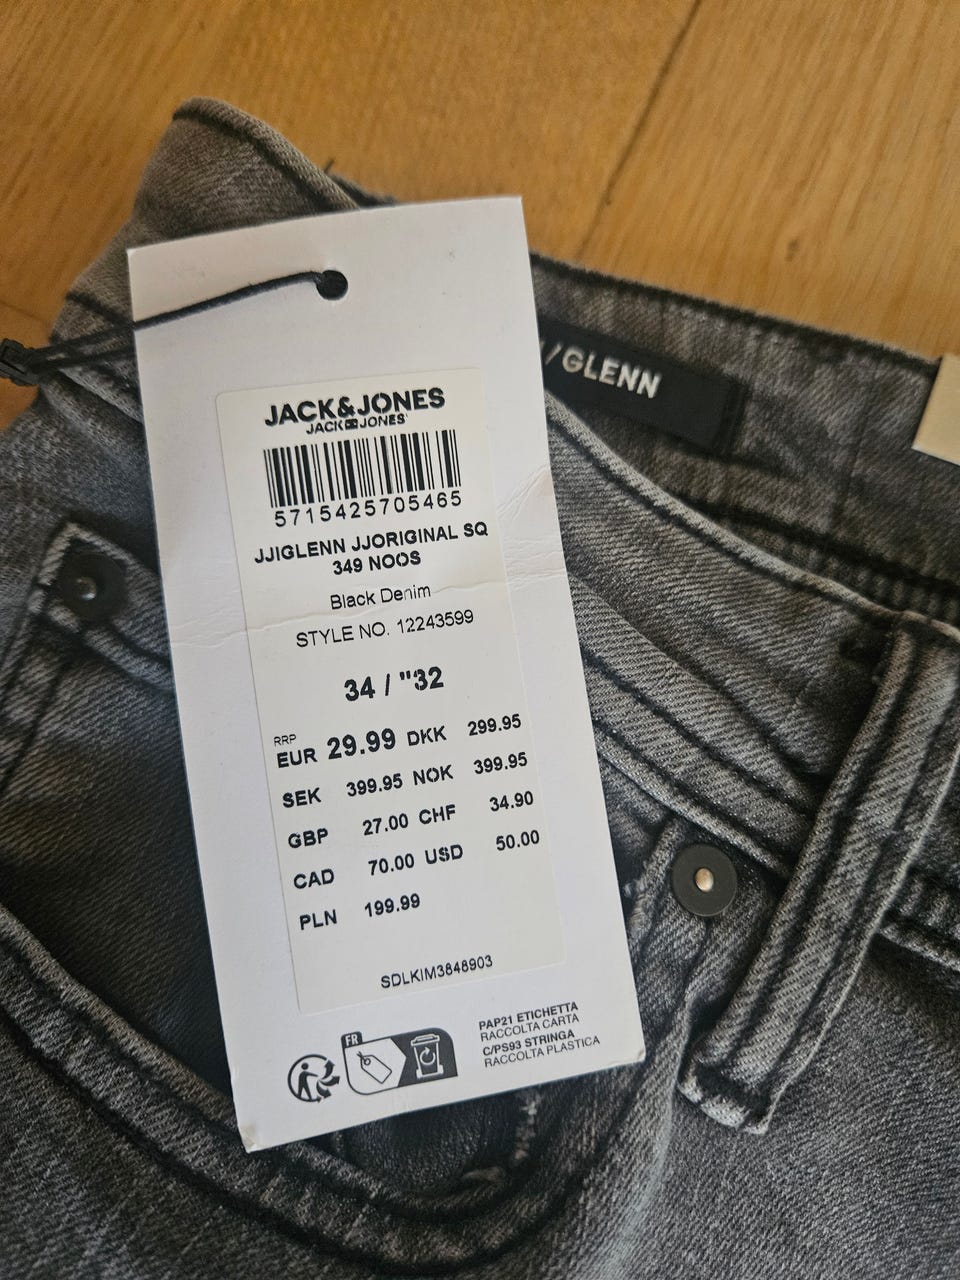 JACK&JONES
JACK JONES
5715425705465
JJIGLENN JJORIGINAL SQ
349 NOOS
Black Denim
STYLE NO. 12243599
34 / "32
RRP
EUR 29.99 DKK 299.95
SEK 399.95 NOK 399.95
GBP 27.00 CHF 34.90
CAD 70.00 USD 50.00
PLN 199.99
SDLKIM3848903
FR
PAP21 ETICHETTA
RACCOLTA CARTA
C/PS93 STRINGA
RACCOLTA PLASTICA
/GLENN